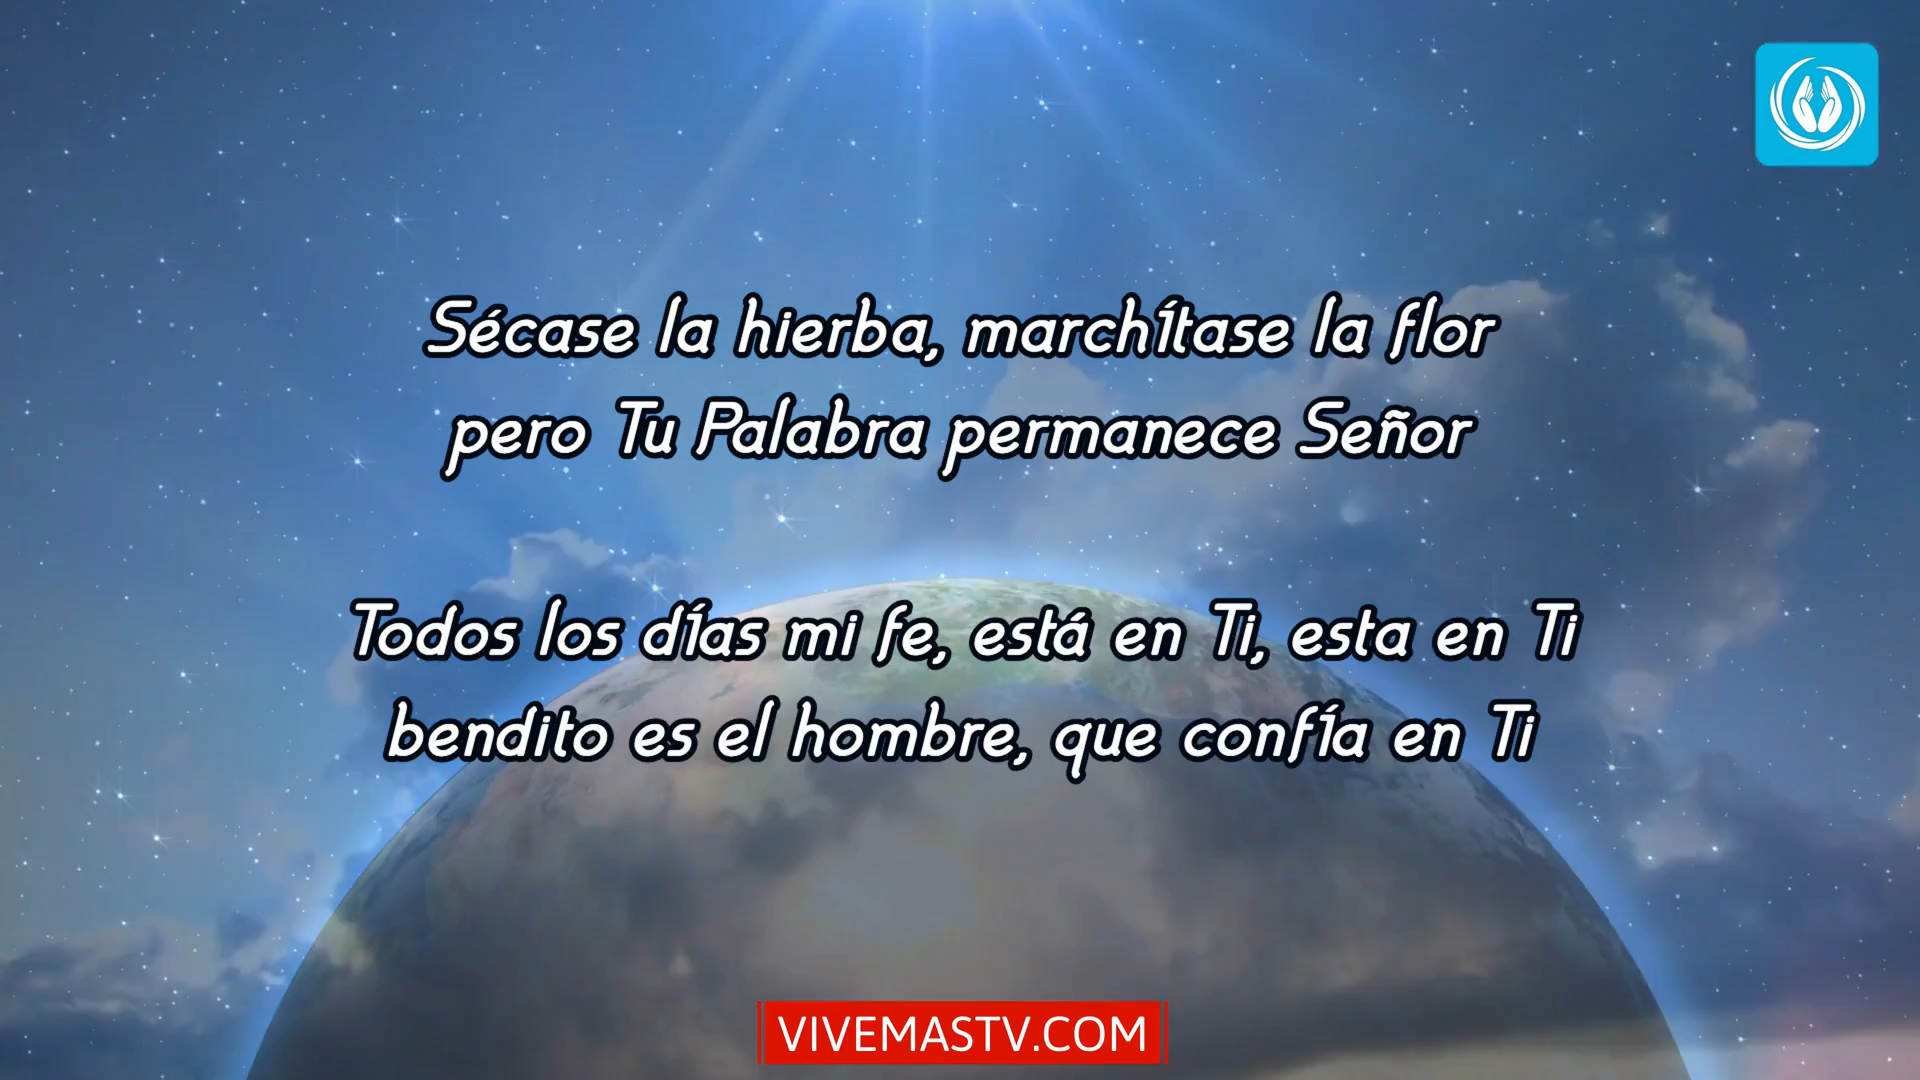 Sécase la hierba, marchítase la flor
pero Tu Palabra permanece Señor
Todos los días mi fe, está en Ti, esta en Ti
bendito es el hombre, que confía en Ti
VIVEMASTV.COM